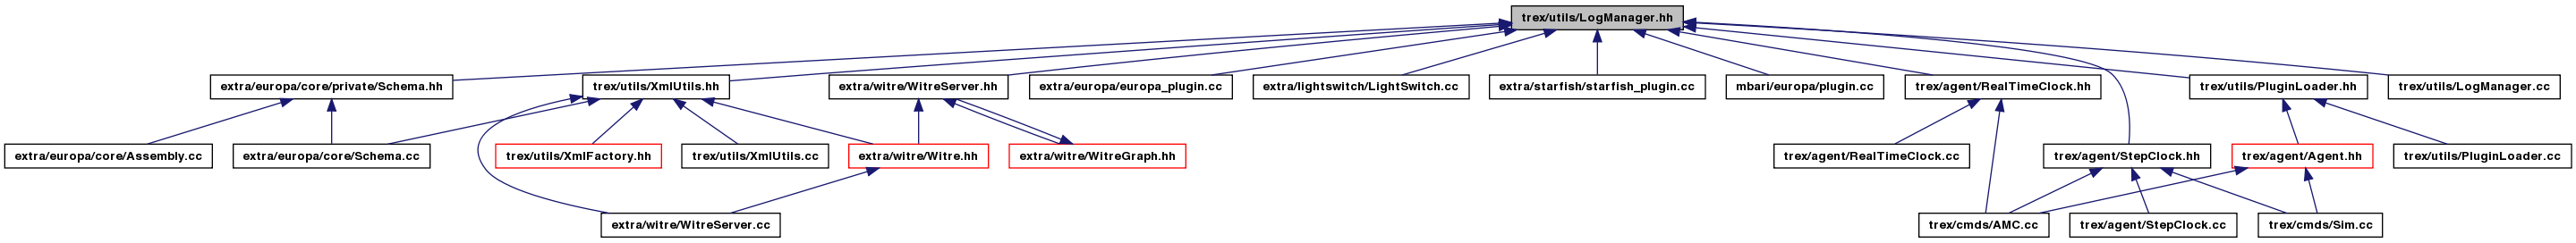 trex/utils/LogManager.hh
extra/europa/core/private/Schema.hh
trex/utils/XmlUtils.hh
extra/witre/WitreServer.hh
extra/europa/europa_plugin.cc
extra/lightswitch/LightSwitch.cc
extra/starfish/starfish_plugin.cc
mbari/europa/plugin.cc
trex/agent/RealTimeClock.hh
trex/utils/PluginLoader.hh
trex/utils/LogManager.cc
extra/europa/core/Assembly.cc
extra/europa/core/Schema.cc
trex/utils/XmlFactory.hh
trex/utils/XmlUtils.cc
extra/witre/Witre.hh
extra/witre/WitreGraph.hh
trex/agent/RealTimeClock.cc
trex/agent/StepClock.hh
trex/agent/Agent.hh
trex/utils/PluginLoader.cc
extra/witre/WitreServer.cc
trex/cmds/AMC.cc
trex/agent/StepClock.cc
trex/cmds/Sim.cc